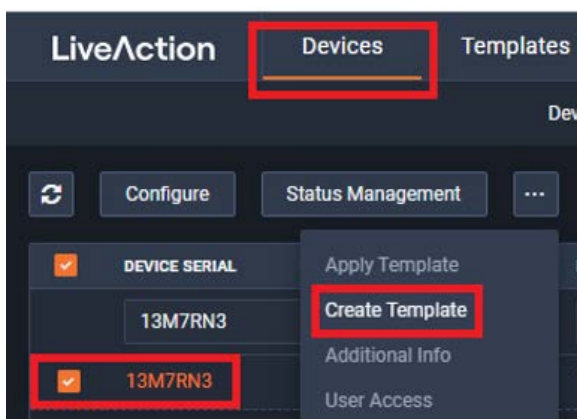 LiveAction Devices Templates
Dev
Configure Status Management ...
DEVICE SERIAL Apply Template
13M7RN3 Create Template
13M7RN3 Additional Info
User Access